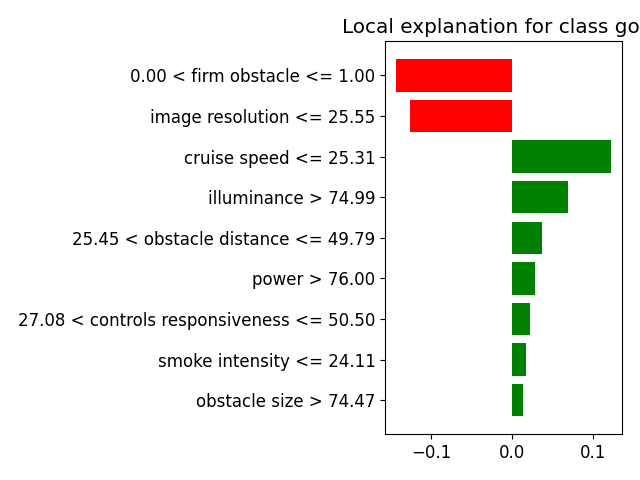 Local explanation for class go
0.00 < firm obstacle <= 1.00
image resolution <= 25.55
cruise speed <= 25.31
illuminance > 74.99
25.45 < obstacle distance <= 49.79
power > 76.00
27.08 < controls responsiveness <= 50.50
smoke intensity <= 24.11
obstacle size > 74.47
−0.1 0.0 0.1